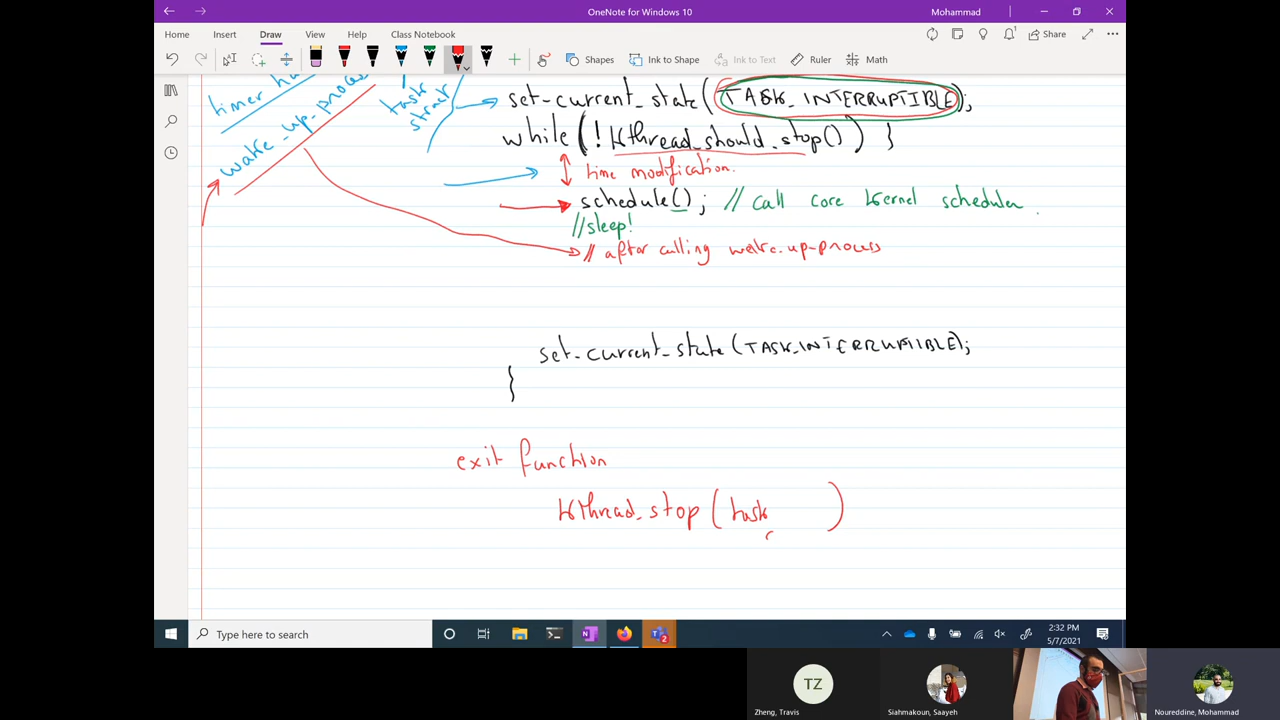 OneNote for Windows 10
Mohammad
Home Insert Draw View Help Class Notebook
Share
Shapes Ink to Shape Ink to Text Ruler Math
timer
wake_up_process
task
struct
set_current_state(TASK_INTERRUPTIBLE);
while(!kthread_should_stop()) }
time modification.
schedule(); // call core kernel scheduler
//sleep!
// after calling wake_up_process
set_current_state(TASK_INTERRUPTIBLE);
}
exit function
kthread_stop(task )
Type here to search
2:32 PM
5/7/2021
2
TZ
Zheng, Travis
Siahmakoun, Saayeh
Noureddine, Mohammad